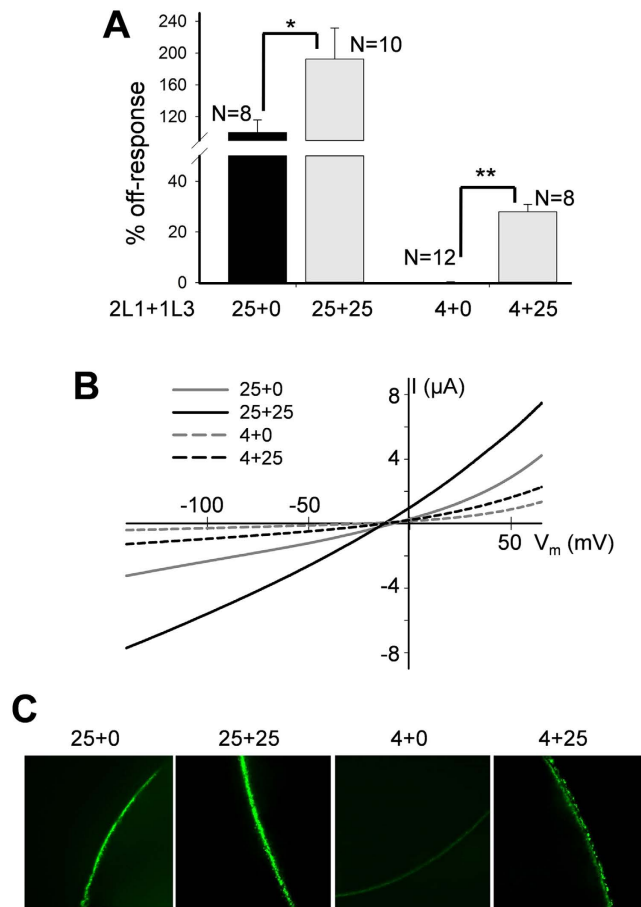 A
240
200
160
120
40
20
0
% off-response
N=8
*
N=10
N=12
**
N=8
2L1+1L3 25+0 25+25 4+0 4+25
B
25+0
25+25
4+0
4+25
I (µA)
8
4
-4
-8
-100 -50 50 Vm (mV)
C
25+0 25+25 4+0 4+25